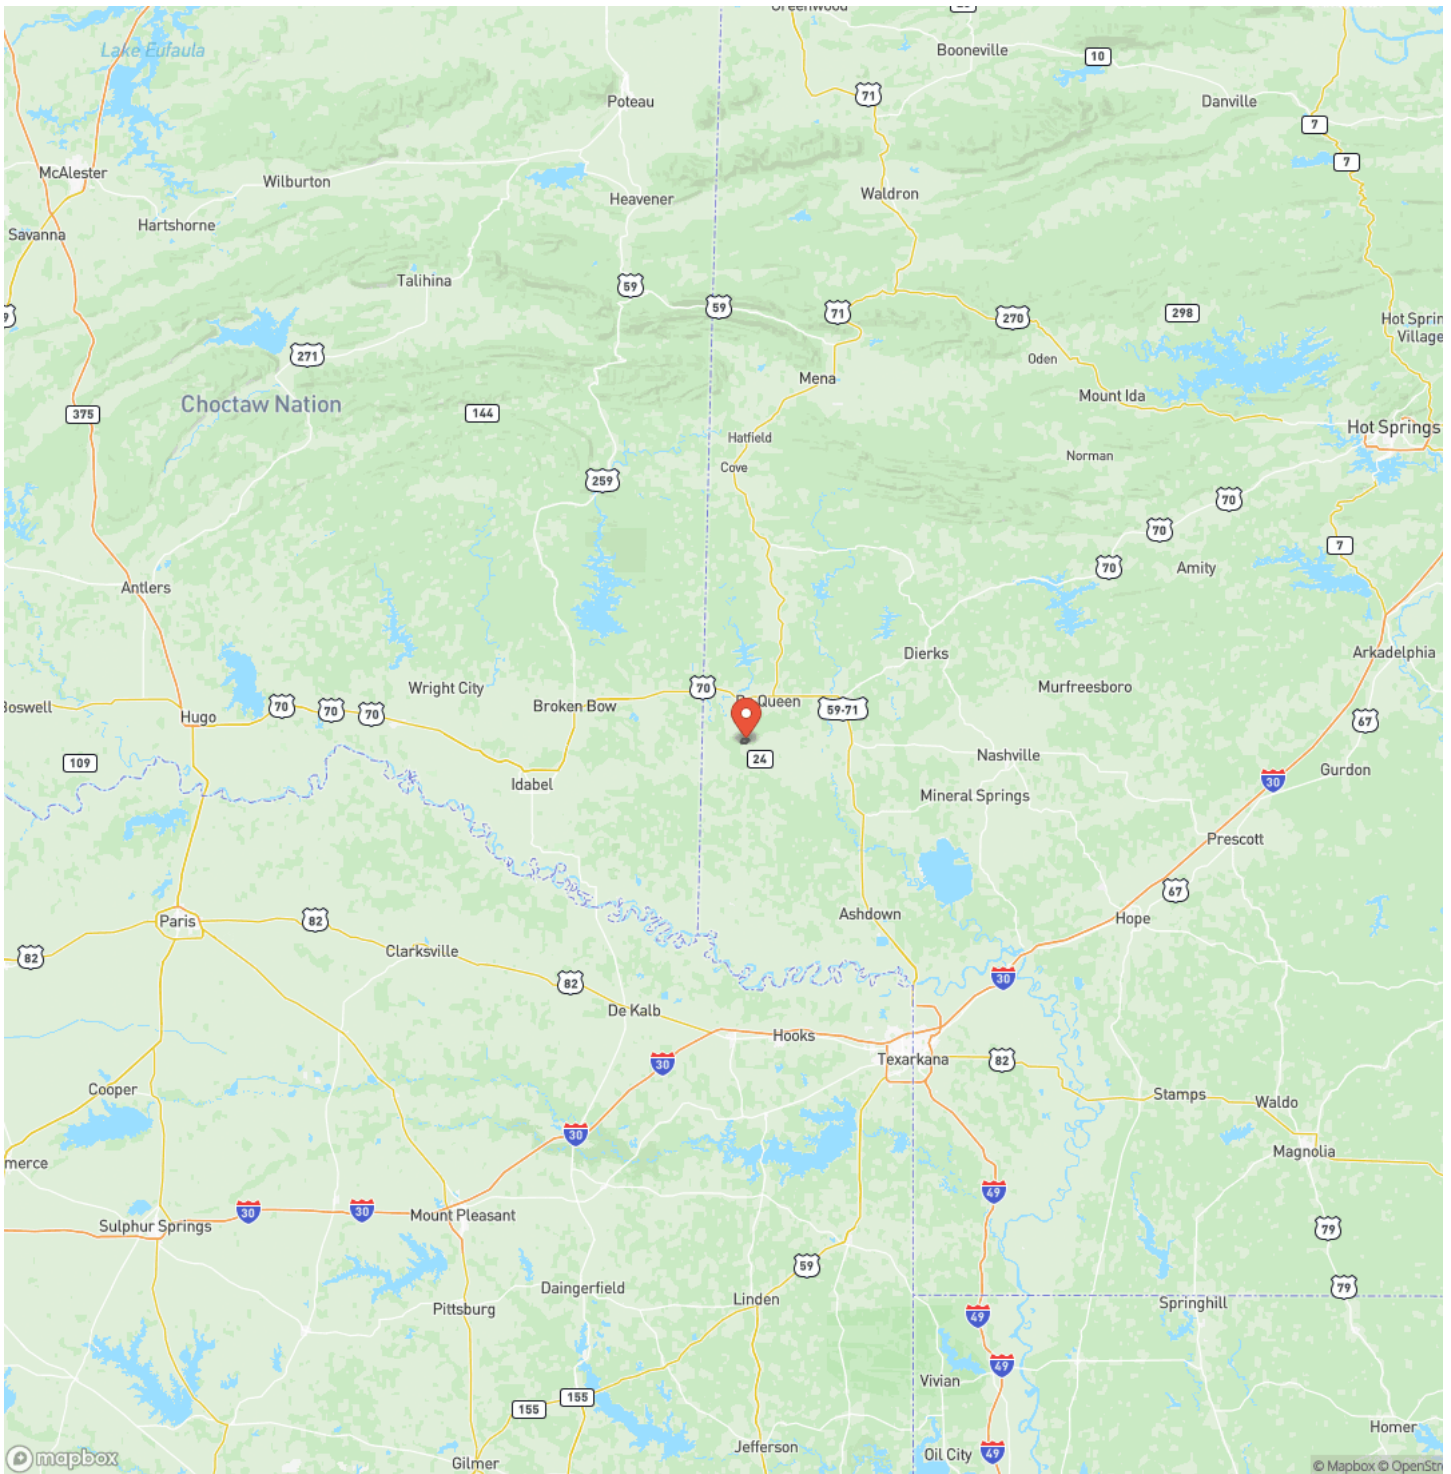 Greenwood
Lake Eufaula
Booneville
10
71
Poteau
Danville
7
7
McAlester
Wilburton
Heavener
Waldron
Hartshorne
Savanna
Talihina
59
59
71
270
298
Hot Sprin
Village
271
Oden
Mena
Mount Ida
Choctaw Nation
144
375
Hot Springs
Hatfield
Norman
Cove
259
70
70
7
70
Amity
Antlers
Dierks
Arkadelphia
Wright City
70
Murfreesboro
Boswell
Broken Bow
Queen
59-71
70
70
70
Hugo
67
Nashville
109
24
Gurdon
30
Idabel
Mineral Springs
Prescott
67
Ashdown
Hope
Paris
82
Clarksville
82
82
30
De Kalb
Hooks
Texarkana
82
30
Cooper
Stamps
Waldo
30
Magnolia
merce
49
30
30
Mount Pleasant
Sulphur Springs
79
59
Daingerfield
Linden
79
Pittsburg
Springhill
49
49
Vivian
155
155
Homer
Jefferson
Oil City
49
Gilmer
mapbox
© Mapbox © OpenStre